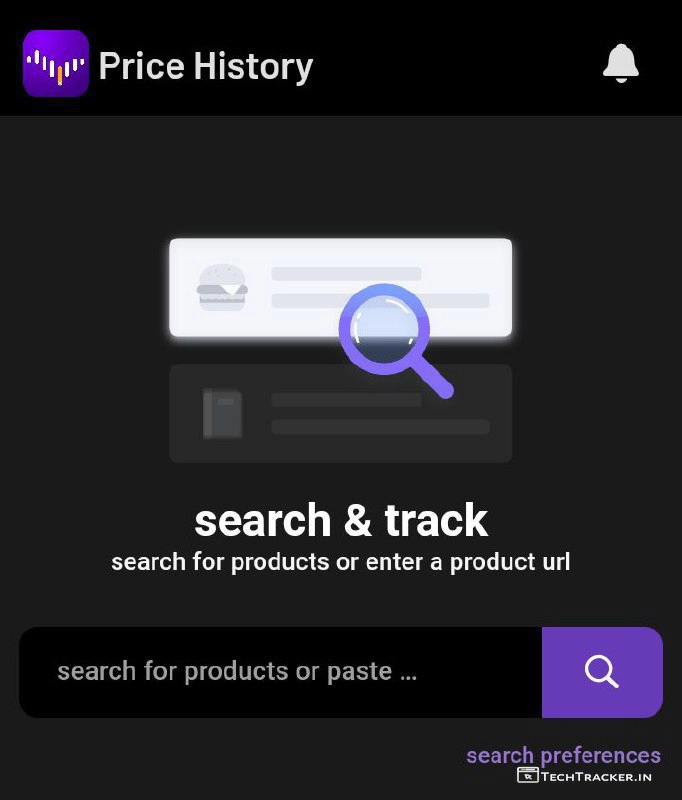 Price History
search & track
search for products or enter a product url
search for products or paste ...
search preferences
TechTracker.in